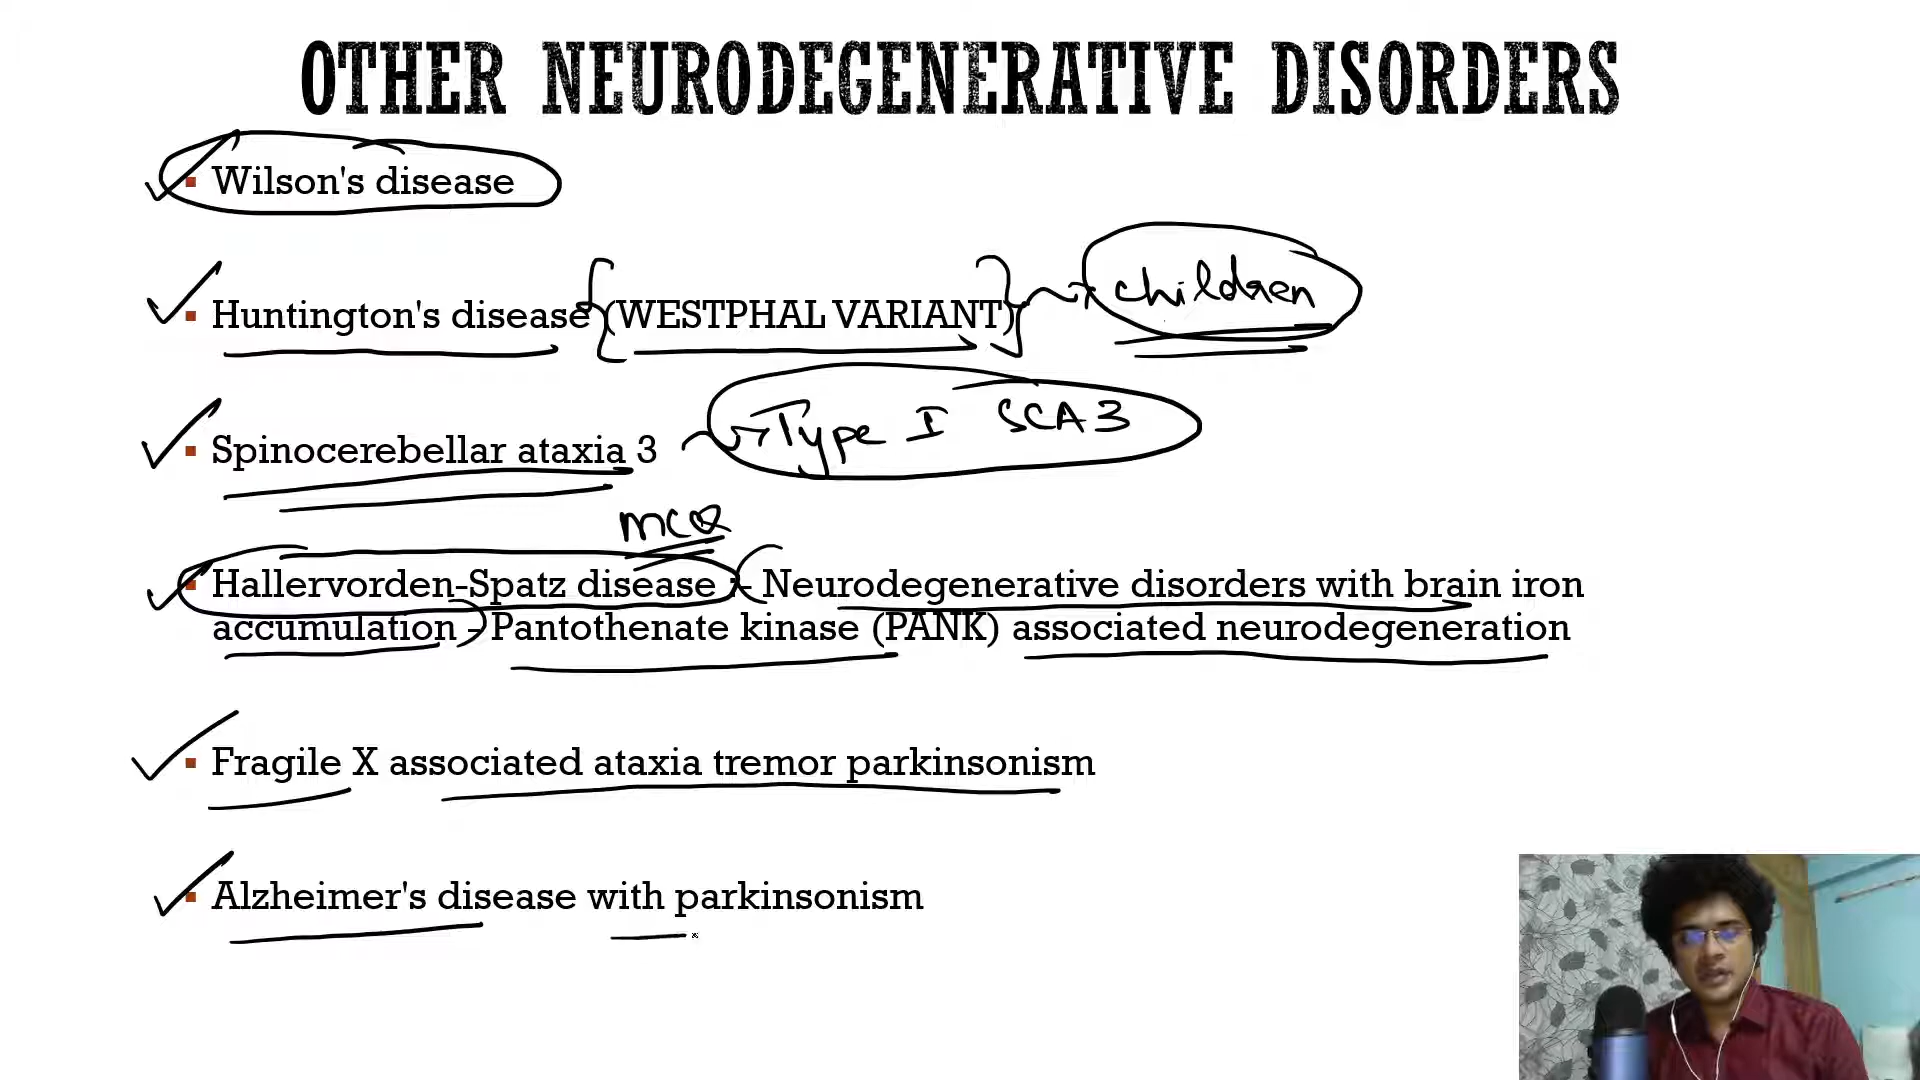 OTHER NEURODEGENERATIVE DISORDERS
▪ Wilson's disease
▪ Huntington's disease (WESTPHAL VARIANT) children
▪ Spinocerebellar ataxia 3 Type I SCA 3
MCQ
▪ Hallervorden-Spatz disease - Neurodegenerative disorders with brain iron
accumulation - Pantothenate kinase (PANK) associated neurodegeneration
▪ Fragile X associated ataxia tremor parkinsonism
▪ Alzheimer's disease with parkinsonism